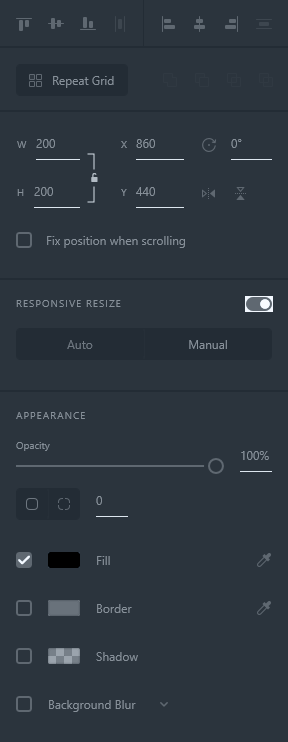 Repeat Grid
W 200 X 860 0°
H 200 Y 440
Fix position when scrolling
RESPONSIVE RESIZE
Auto Manual
APPEARANCE
Opacity
100%
0
Fill
Border
Shadow
Background Blur